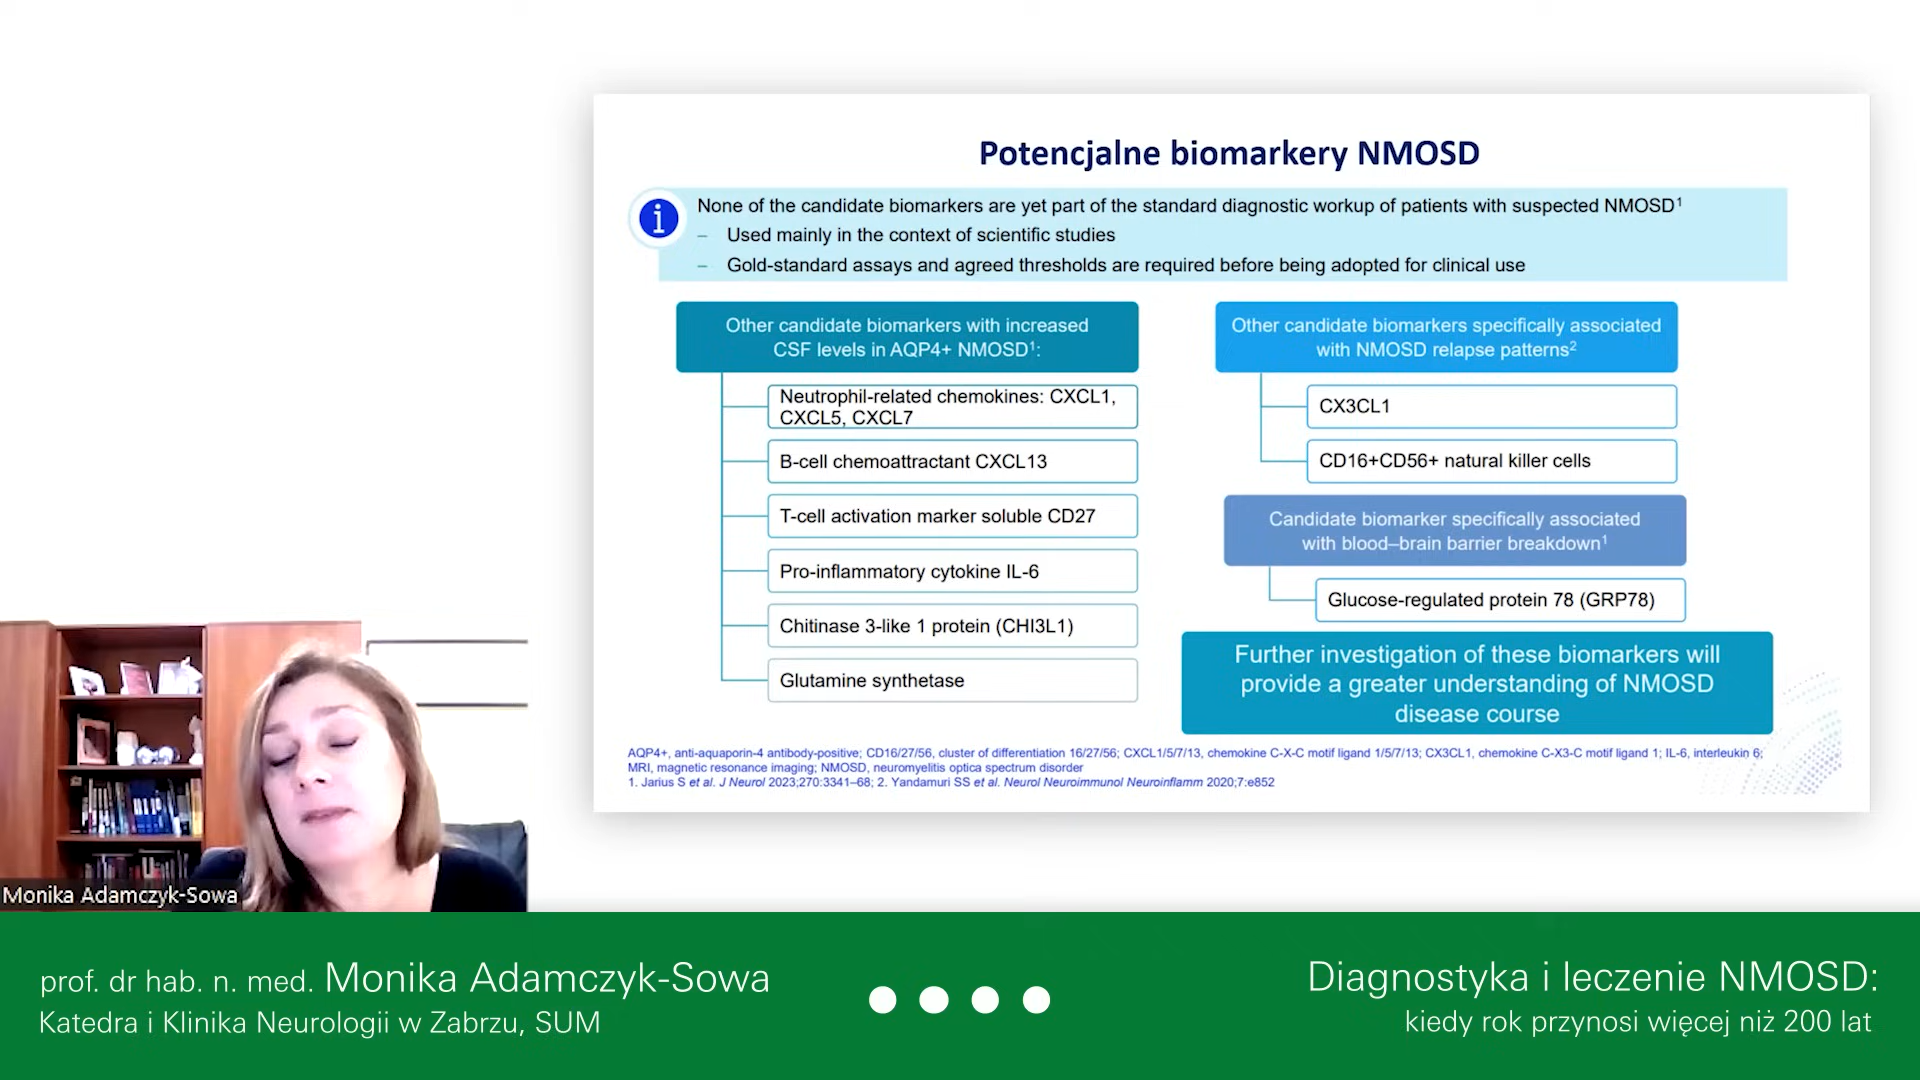 Potencjalne biomarkery NMOSD
i
None of the candidate biomarkers are yet part of the standard diagnostic workup of patients with suspected NMOSD¹
– Used mainly in the context of scientific studies
– Gold-standard assays and agreed thresholds are required before being adopted for clinical use
Other candidate biomarkers with increased
CSF levels in AQP4+ NMOSD¹:
Neutrophil-related chemokines: CXCL1,
CXCL5, CXCL7
B-cell chemoattractant CXCL13
T-cell activation marker soluble CD27
Pro-inflammatory cytokine IL-6
Chitinase 3-like 1 protein (CHI3L1)
Glutamine synthetase
Other candidate biomarkers specifically associated
with NMOSD relapse patterns²
CX3CL1
CD16+CD56+ natural killer cells
Candidate biomarker specifically associated
with blood–brain barrier breakdown¹
Glucose-regulated protein 78 (GRP78)
Further investigation of these biomarkers will
provide a greater understanding of NMOSD
disease course
AQP4+, anti-aquaporin-4 antibody-positive; CD16/27/56, cluster of differentiation 16/27/56; CXCL1/5/7/13, chemokine C-X-C motif ligand 1/5/7/13; CX3CL1, chemokine C-X3-C motif ligand 1; IL-6, interleukin 6;
MRI, magnetic resonance imaging; NMOSD, neuromyelitis optica spectrum disorder
1. Jarius S et al. J Neurol 2023;270:3341–68; 2. Yandamuri SS et al. Neurol Neuroimmunol Neuroinflamm 2020;7:e852
Monika Adamczyk-Sowa
prof. dr hab. n. med. Monika Adamczyk-Sowa
Katedra i Klinika Neurologii w Zabrzu, SUM
Diagnostyka i leczenie NMOSD:
kiedy rok przynosi więcej niż 200 lat